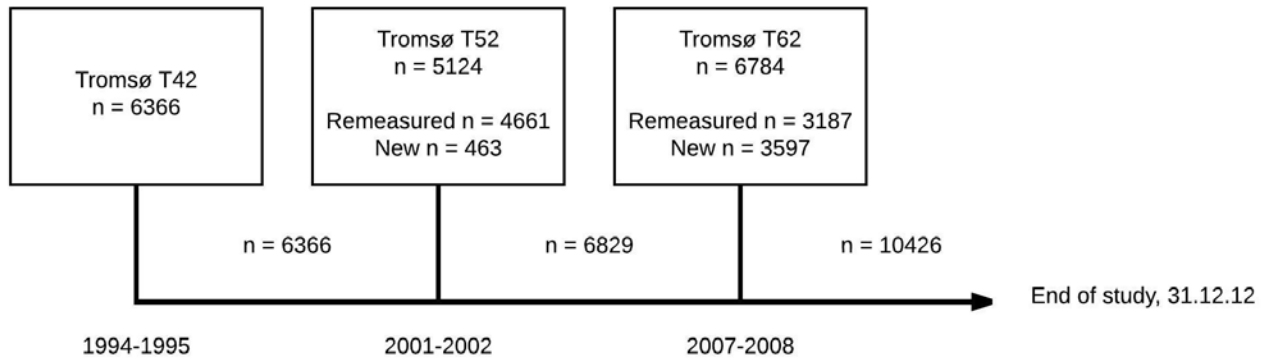 Tromsø T42
n = 6366
Tromsø T52
n = 5124
Remeasured n = 4661
New n = 463
Tromsø T62
n = 6784
Remeasured n = 3187
New n = 3597
n = 6366
n = 6829
n = 10426
End of study, 31.12.12
1994-1995
2001-2002
2007-2008